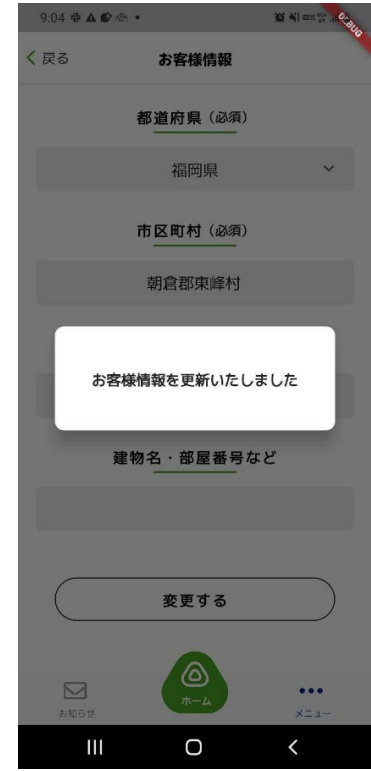 9:04
DEBUG
戻る
お客様情報
都道府県（必須）
福岡県
市区町村（必須）
朝倉郡東峰村
お客様情報を更新いたしました
建物名・部屋番号など
変更する
お知らせ
ホーム
メニュー